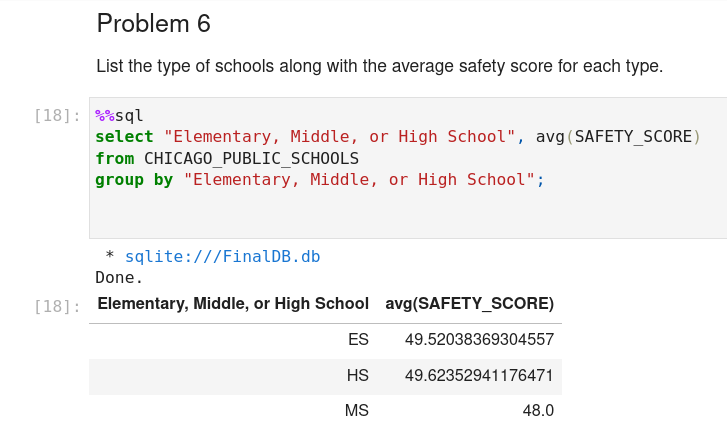 Problem 6
List the type of schools along with the average safety score for each type.
[18]: %%sql
select "Elementary, Middle, or High School", avg(SAFETY_SCORE)
from CHICAGO_PUBLIC_SCHOOLS
group by "Elementary, Middle, or High School";
* sqlite:///FinalDB.db
Done.
[18]: Elementary, Middle, or High School avg(SAFETY_SCORE)
ES 49.52038369304557
HS 49.62352941176471
MS 48.0